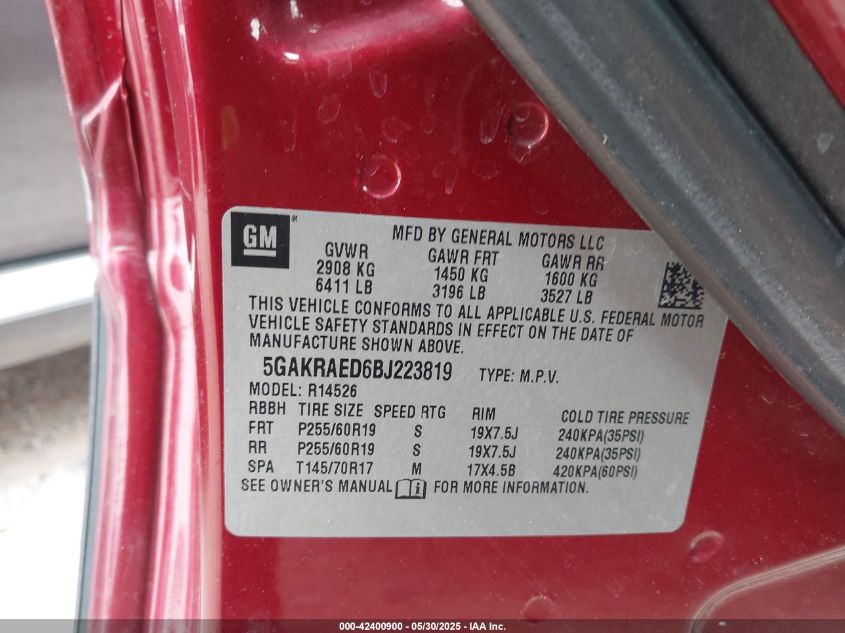 GM
MFD BY GENERAL MOTORS LLC
GVWR GAWR FRT GAWR RR
2908 KG 1450 KG 1600 KG
6411 LB 3196 LB 3527 LB
THIS VEHICLE CONFORMS TO ALL APPLICABLE U.S. FEDERAL MOTOR
VEHICLE SAFETY STANDARDS IN EFFECT ON THE DATE OF
MANUFACTURE SHOWN ABOVE.
5GAKRAED6BJ223819 TYPE: M.P.V.
MODEL: R14526
RBBH TIRE SIZE SPEED RTG RIM COLD TIRE PRESSURE
FRT P255/60R19 S 19X7.5J 240KPA(35PSI)
RR P255/60R19 S 19X7.5J 240KPA(35PSI)
SPA T145/70R17 M 17X4.5B 420KPA(60PSI)
SEE OWNER'S MANUAL i FOR MORE INFORMATION.
000-42400900 - 05/30/2025 - IAA Inc.